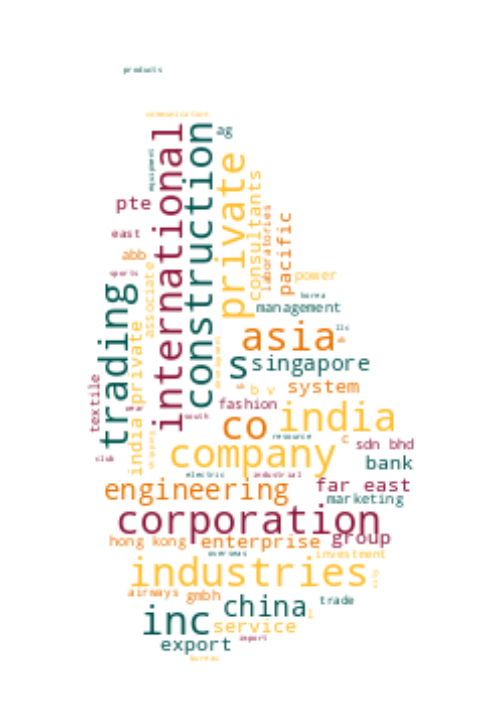 products
communication
international
construction
ag
equipment
private
consultants
pte
laboratories
pacific
east
abb
sports
associate
power
korea
trading
management
india private
asia
llc
s
singapore
system
b v
textile
fashion
co
india
south
company
resource
c
sdn bhd
club
shipping
bank
electric
industrial
engineering
far east
marketing
corporation
hong kong
enterprise
group
overseas
investment
industries
airways
gmbh
china
trade
l
inc
service
export
import
bureau